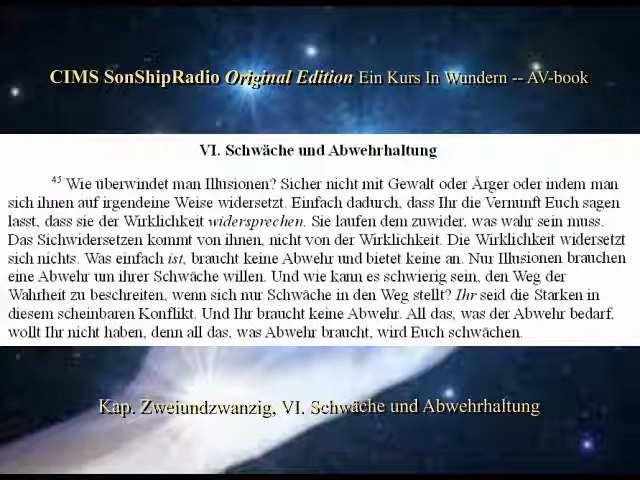 CIMS SonShipRadio Original Edition Ein Kurs In Wundern -- AV-book
VI. Schwäche und Abwehrhaltung
45 Wie überwindet man Illusionen? Sicher nicht mit Gewalt oder Ärger oder indem man
sich ihnen auf irgendeine Weise widersetzt. Einfach dadurch, dass Ihr die Vernunft Euch sagen
lasst, dass sie der Wirklichkeit widersprechen. Sie laufen dem zuwider, was wahr sein muss.
Das Sichwidersetzen kommt von ihnen, nicht von der Wirklichkeit. Die Wirklichkeit widersetzt
sich nichts. Was einfach ist, braucht keine Abwehr und bietet keine an. Nur Illusionen brauchen
eine Abwehr um ihrer Schwäche willen. Und wie kann es schwierig sein, den Weg der
Wahrheit zu beschreiten, wenn sich nur Schwäche in den Weg stellt? Ihr seid die Starken in
diesem scheinbaren Konflikt. Und Ihr braucht keine Abwehr. All das, was der Abwehr bedarf,
wollt Ihr nicht haben, denn all das, was Abwehr braucht, wird Euch schwächen.
Kap. Zweiundzwanzig, VI. Schwäche und Abwehrhaltung